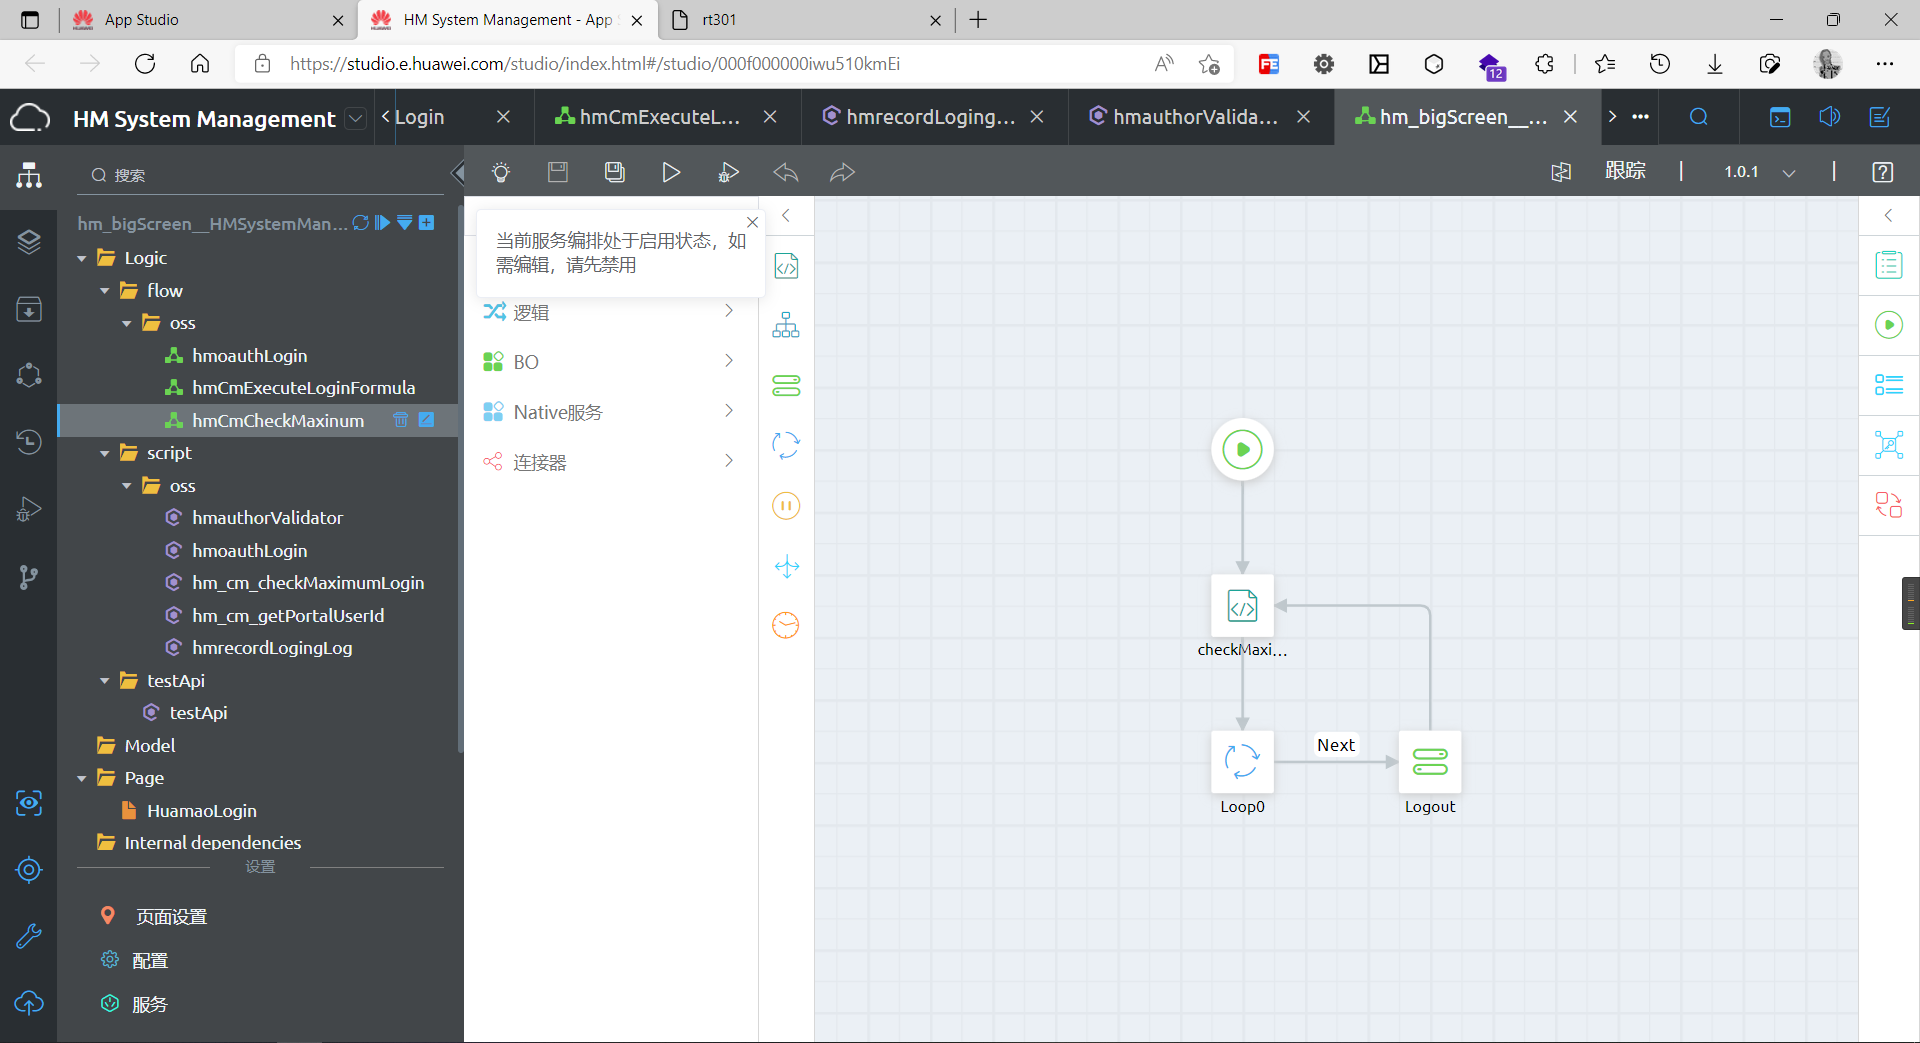 App Studio
HM System Management - App
rt301
https://studio.e.huawei.com/studio/index.html#/studio/000f000000iwu510kmEi
12
HM System Management
Login
hmCmExecuteL...
hmrecordLoging...
hmauthorValida...
hm_bigScreen__...
搜索
跟踪
1.0.1
hm_bigScreen__HMSystemMan...
Logic
flow
oss
hmoauthLogin
hmCmExecuteLoginFormula
hmCmCheckMaxinum
script
oss
hmauthorValidator
hmoauthLogin
hm_cm_checkMaximumLogin
hm_cm_getPortalUserId
hmrecordLogingLog
testApi
testApi
Model
Page
HuamaoLogin
Internal dependencies
设置
页面设置
配置
服务
当前服务编排处于启用状态，如
需编辑，请先禁用
逻辑
BO
Native服务
连接器
checkMaxi...
Next
Loop0
Logout